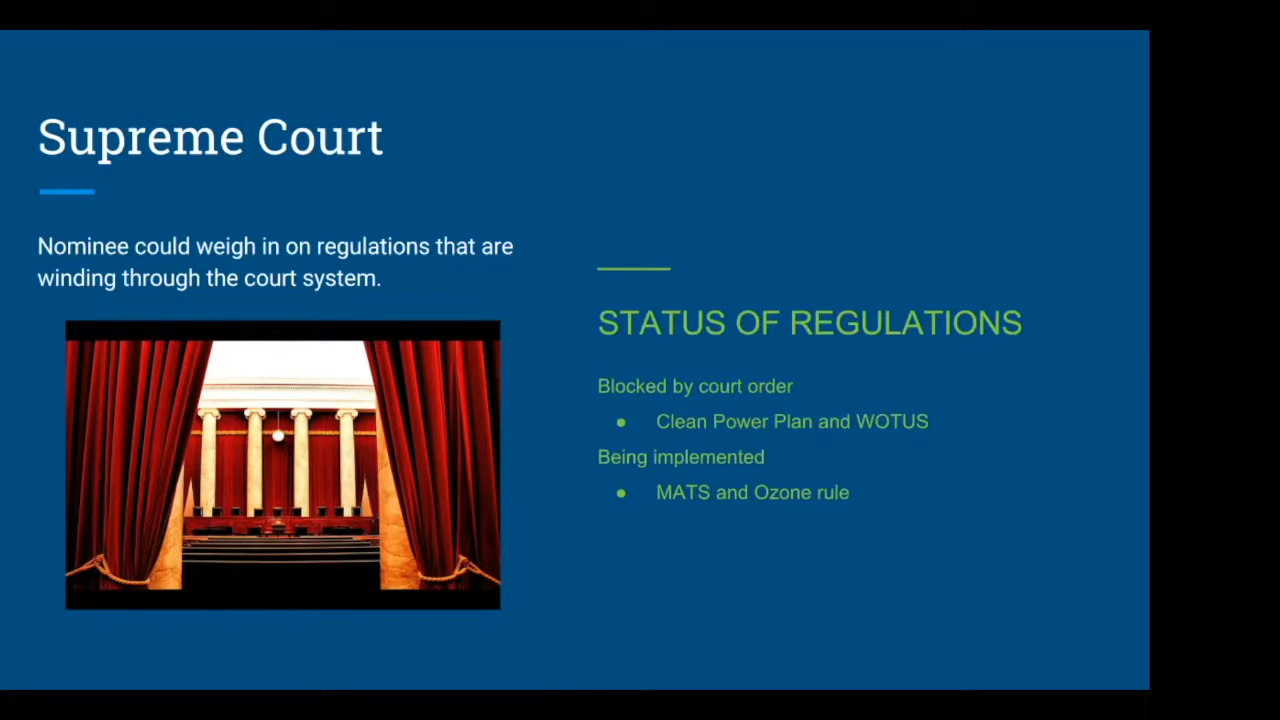 Supreme Court
Nominee could weigh in on regulations that are
winding through the court system.
STATUS OF REGULATIONS
Blocked by court order
● Clean Power Plan and WOTUS
Being implemented
● MATS and Ozone rule